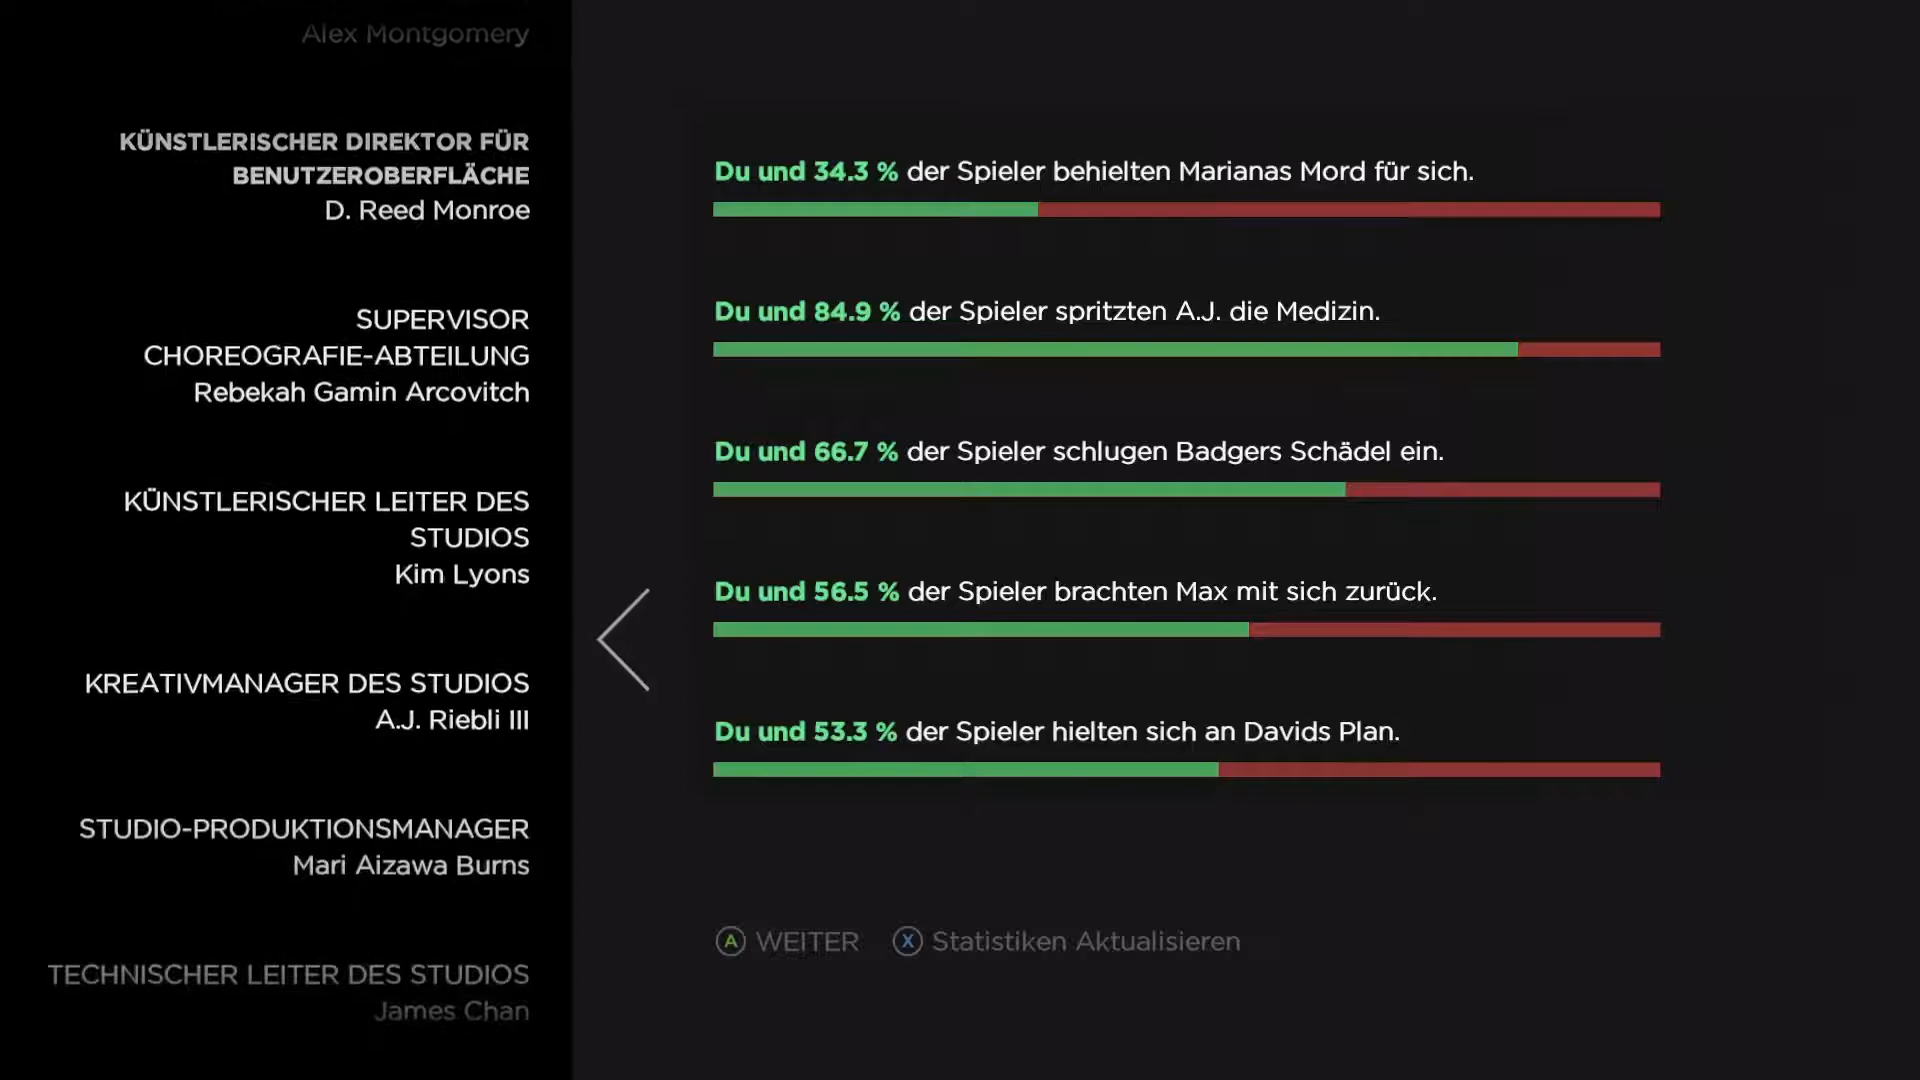 Alex Montgomery
KÜNSTLERISCHER DIREKTOR FÜR
BENUTZEROBERFLÄCHE
D. Reed Monroe
SUPERVISOR
CHOREOGRAFIE-ABTEILUNG
Rebekah Gamin Arcovitch
KÜNSTLERISCHER LEITER DES
STUDIOS
Kim Lyons
KREATIVMANAGER DES STUDIOS
A.J. Riebli III
STUDIO-PRODUKTIONSMANAGER
Mari Aizawa Burns
TECHNISCHER LEITER DES STUDIOS
James Chan
Du und 34.3 % der Spieler behielten Marianas Mord für sich.
Du und 84.9 % der Spieler spritzten A.J. die Medizin.
Du und 66.7 % der Spieler schlugen Badgers Schädel ein.
Du und 56.5 % der Spieler brachten Max mit sich zurück.
Du und 53.3 % der Spieler hielten sich an Davids Plan.
A WEITER X Statistiken Aktualisieren